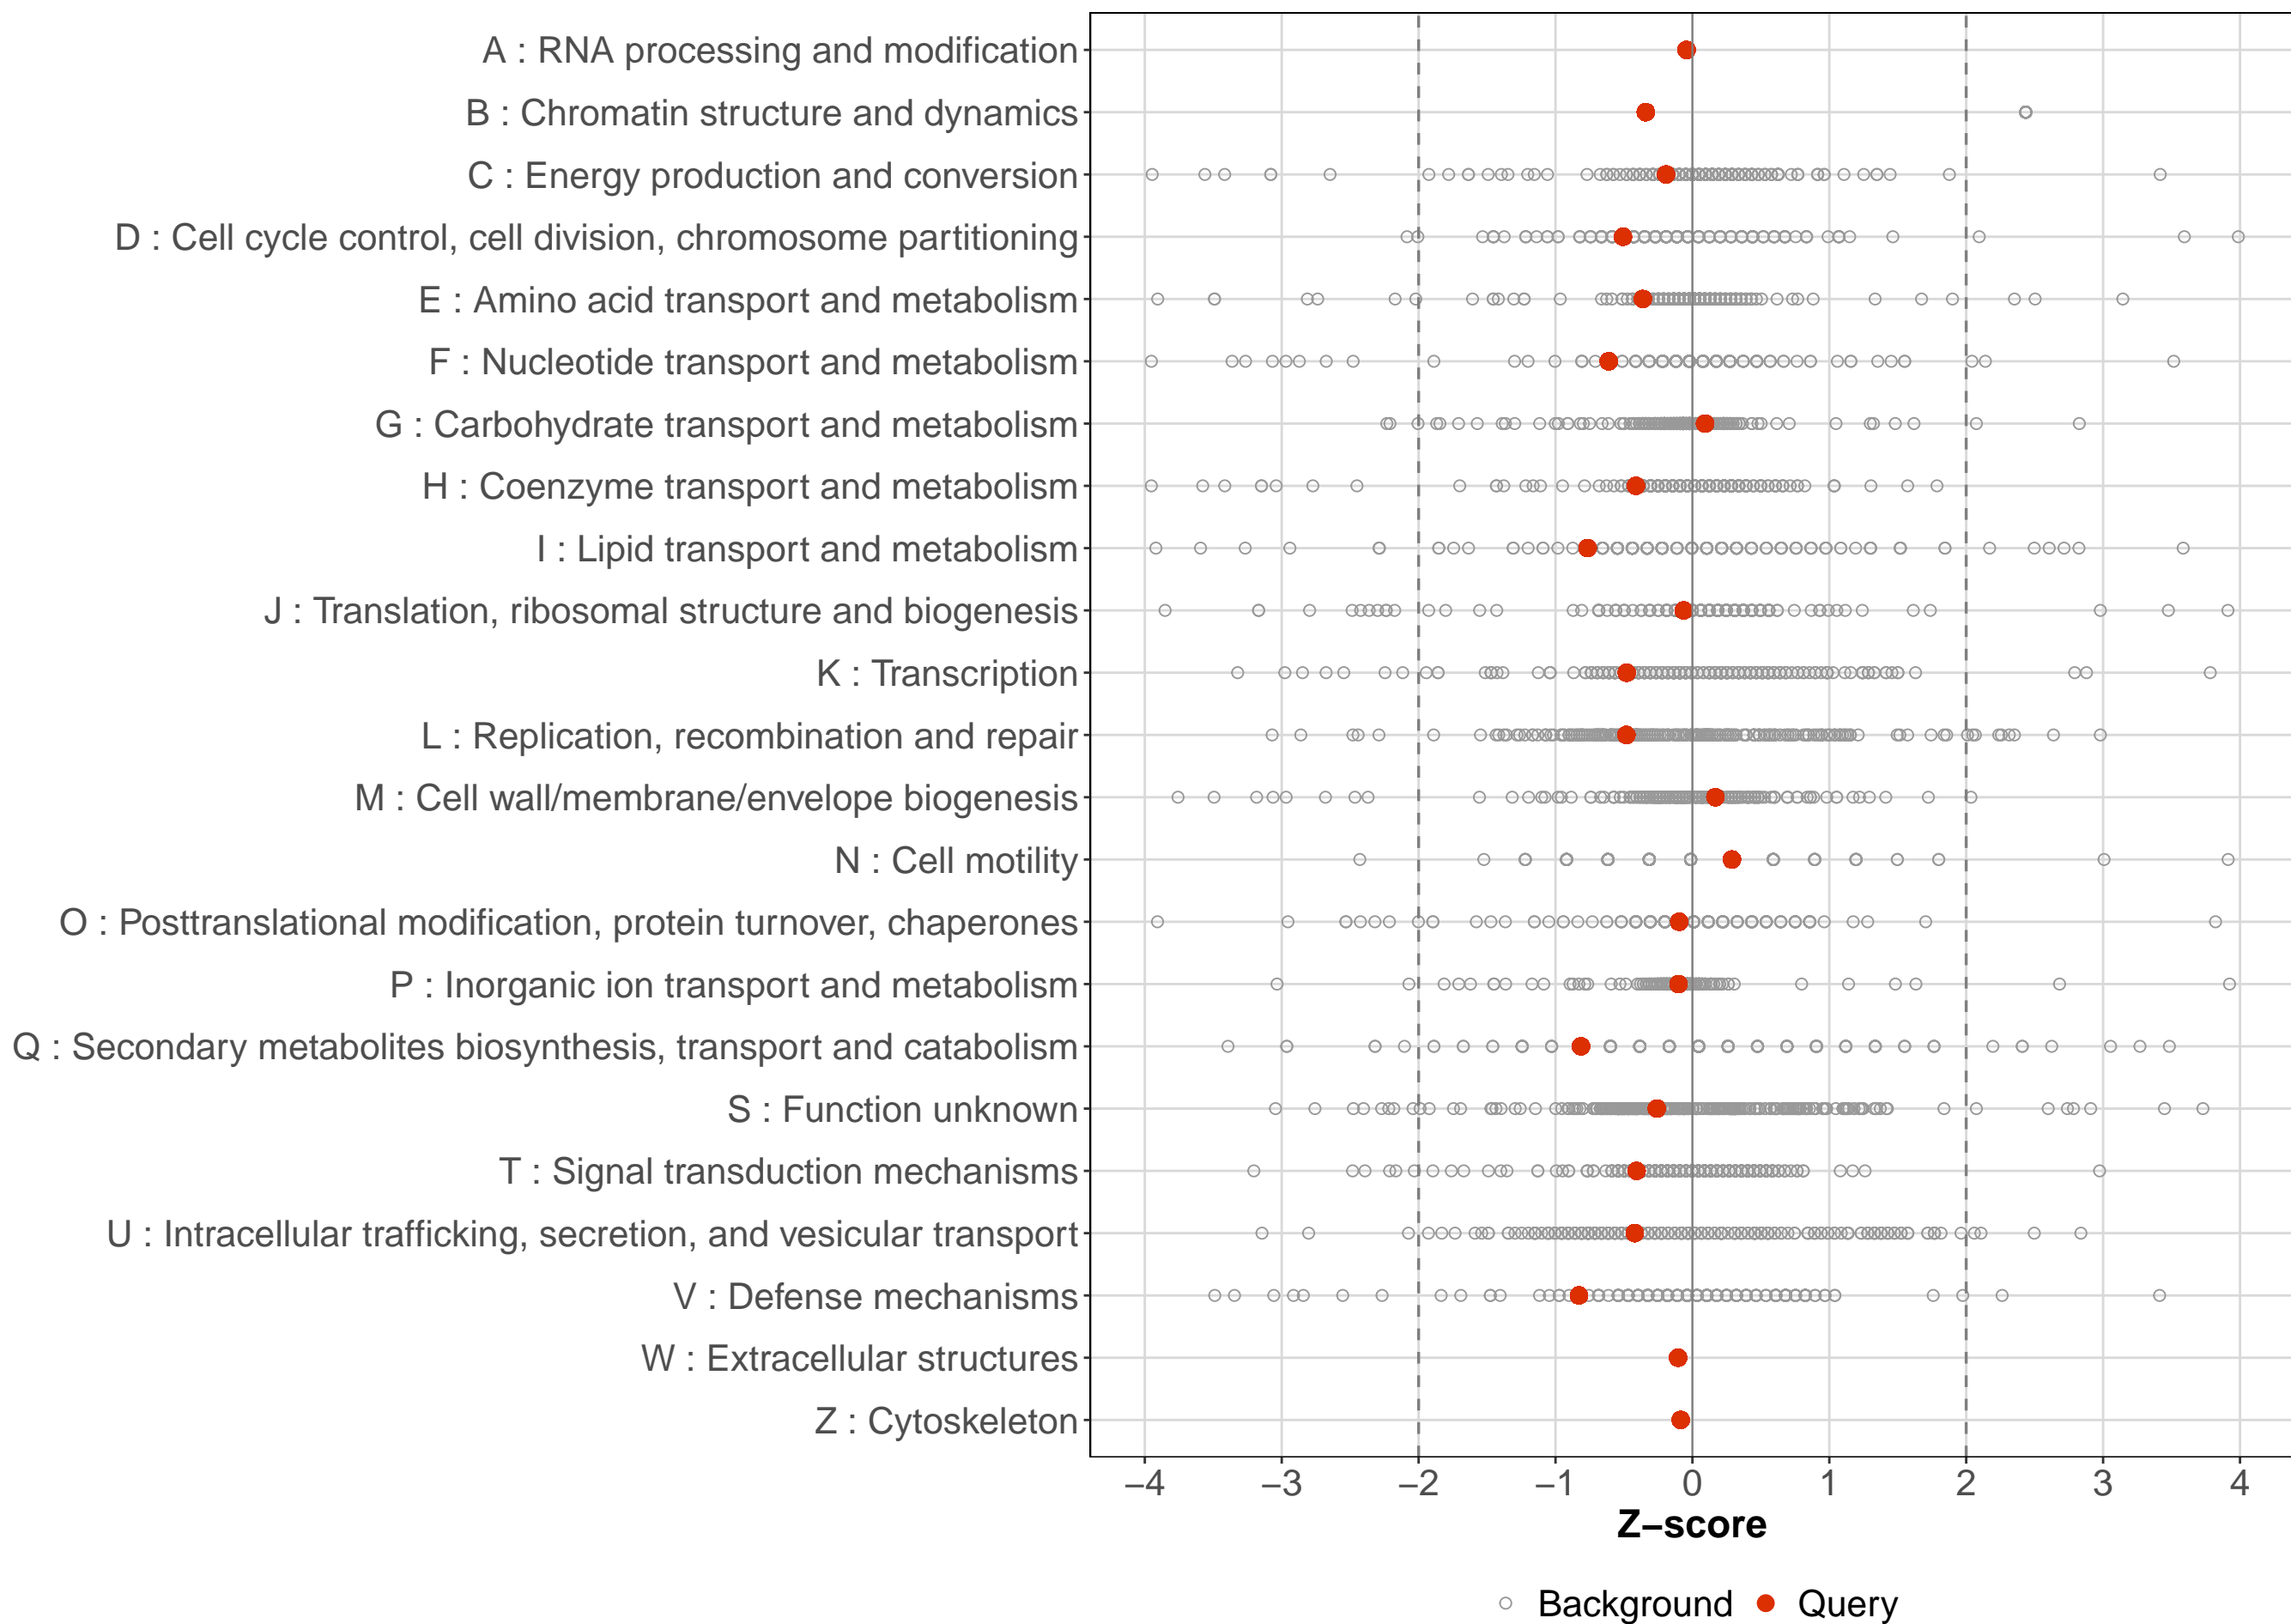 A : RNA processing and modification
B : Chromatin structure and dynamics
C : Energy production and conversion
D : Cell cycle control, cell division, chromosome partitioning
E : Amino acid transport and metabolism
F : Nucleotide transport and metabolism
G : Carbohydrate transport and metabolism
H : Coenzyme transport and metabolism
I : Lipid transport and metabolism
J : Translation, ribosomal structure and biogenesis
K : Transcription
L : Replication, recombination and repair
M : Cell wall/membrane/envelope biogenesis
N : Cell motility
O : Posttranslational modification, protein turnover, chaperones
P : Inorganic ion transport and metabolism
Q : Secondary metabolites biosynthesis, transport and catabolism
S : Function unknown
T : Signal transduction mechanisms
U : Intracellular trafficking, secretion, and vesicular transport
V : Defense mechanisms
W : Extracellular structures
Z : Cytoskeleton
−4 −3 −2 −1 0 1 2 3 4
Z−score
Background Query